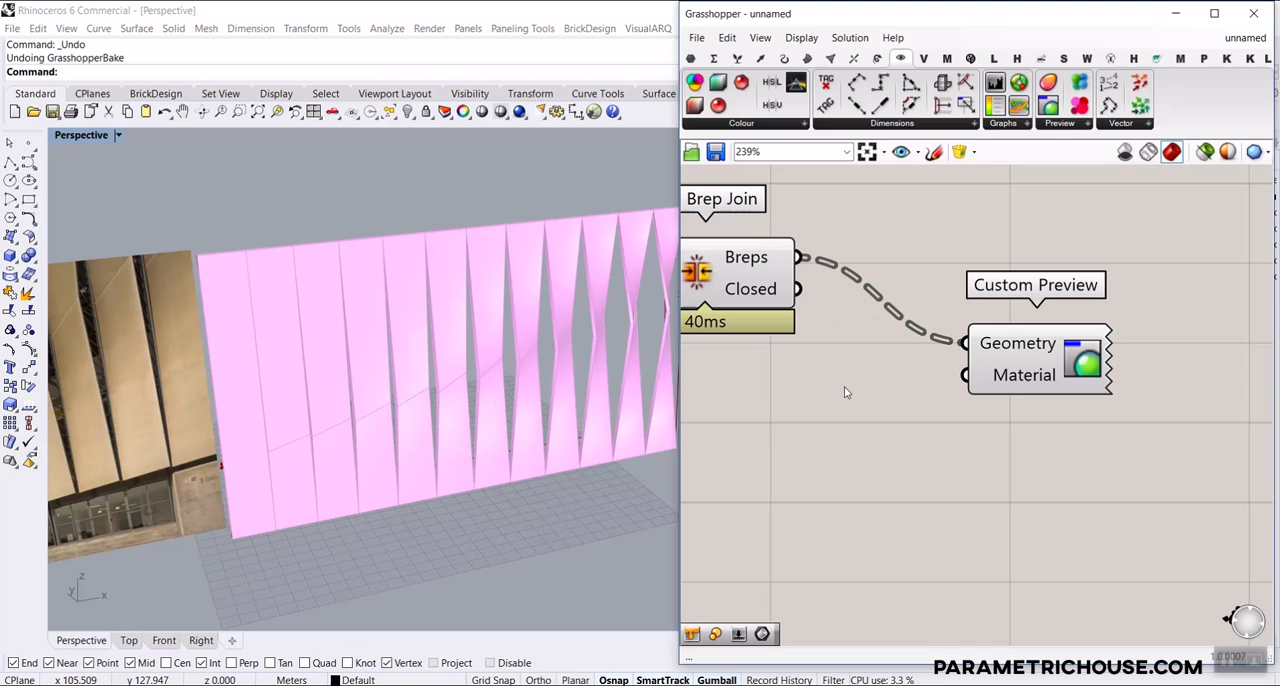 Rhinoceros 6 Commercial - [Perspective]
File Edit View Curve Surface Solid Mesh Dimension Transform Tools Analyze Render Panels Paneling Tools BrickDesign VisualARQ
Command: _Undo
Undoing GrasshopperBake
Command:
Standard CPlanes BrickDesign Set View Display Select Viewport Layout Visibility Transform Curve Tools Surface
Perspective
Perspective Top Front Right
End Near Point Mid Cen Int Perp Tan Quad Knot Vertex Project Disable
CPlane x 105.509 y 127.947 z 0.000 Meters Default Grid Snap Ortho Planar Osnap SmartTrack Gumball Record History Filter CPU use: 3.3 %
Grasshopper - unnamed
File Edit View Display Solution Help unnamed
Colour Dimensions Graphs Preview Vector
239%
Brep Join
Breps
Closed
40ms
Custom Preview
Geometry
Material
z
y
x
...
1.0.0007
PARAMETRICHOUSE.COM